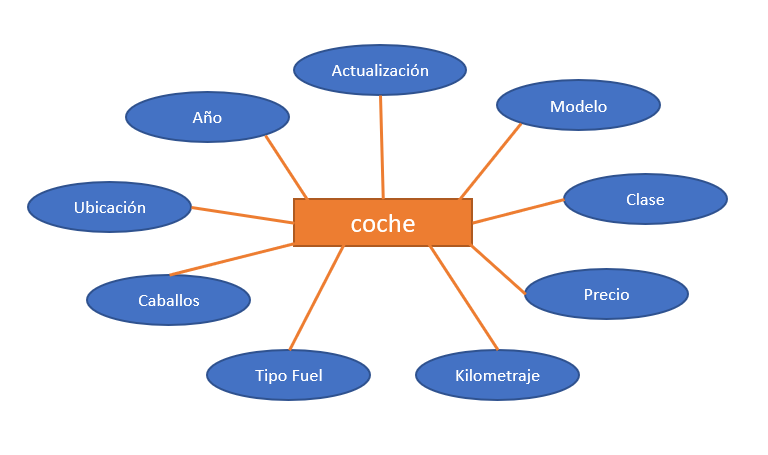 Actualización
Modelo
Año
Clase
Ubicación
coche
Precio
Caballos
Tipo Fuel
Kilometraje